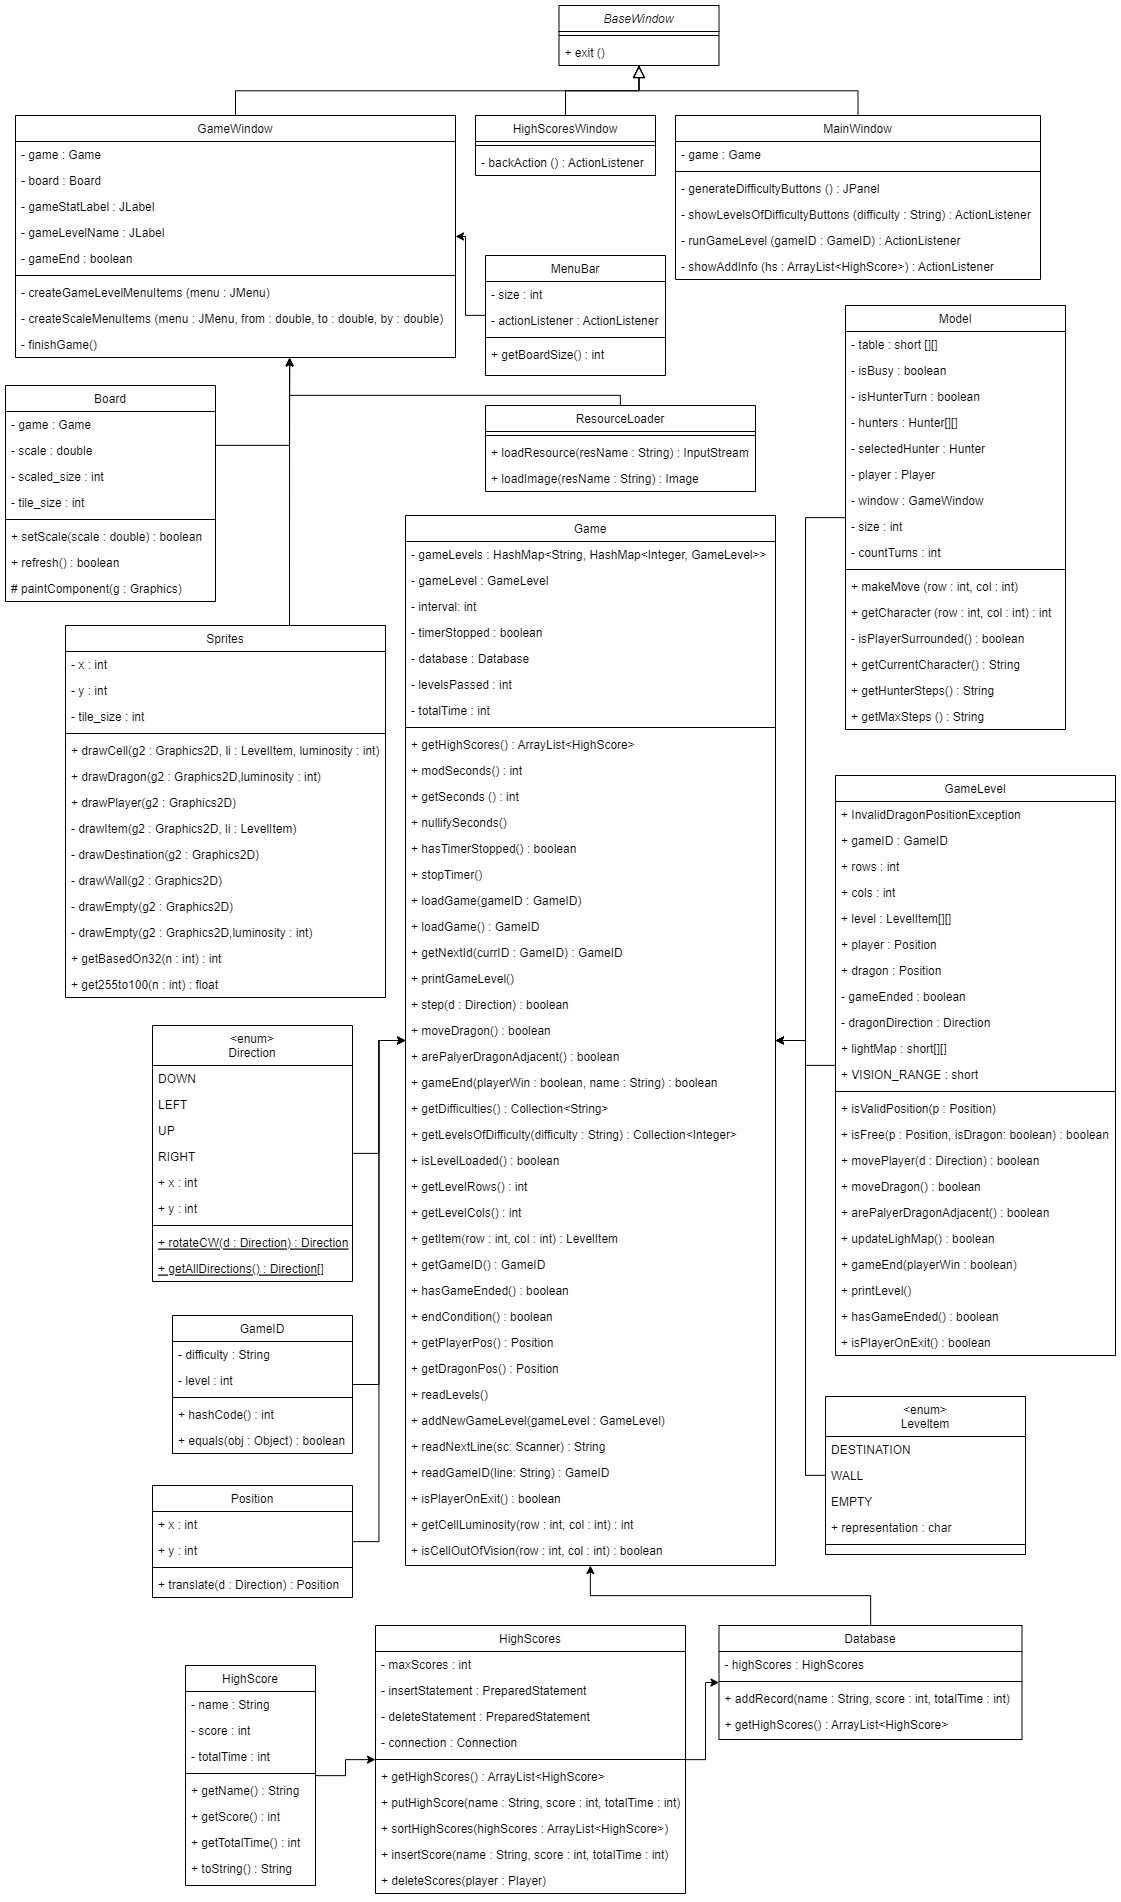 BaseWindow
+ exit ()
GameWindow
- game : Game
- board : Board
- gameStatLabel : JLabel
- gameLevelName : JLabel
- gameEnd : boolean
- createGameLevelMenuItems (menu : JMenu)
- createScaleMenuItems (menu : JMenu, from : double, to : double, by : double)
- finishGame()
HighScoresWindow
- backAction () : ActionListener
MainWindow
- game : Game
- generateDifficultyButtons () : JPanel
- showLevelsOfDifficultyButtons (difficulty : String) : ActionListener
- runGameLevel (gameID : GameID) : ActionListener
- showAddInfo (hs : ArrayList<HighScore>) : ActionListener
MenuBar
- size : int
- actionListener : ActionListener
+ getBoardSize() : int
Model
- table : short [][]
- isBusy : boolean
- isHunterTurn : boolean
- hunters : Hunter[][]
- selectedHunter : Hunter
- player : Player
- window : GameWindow
- size : int
- countTurns : int
+ makeMove (row : int, col : int)
+ getCharacter (row : int, col : int) : int
- isPlayerSurrounded() : boolean
+ getCurrentCharacter() : String
+ getHunterSteps() : String
+ getMaxSteps () : String
Board
- game : Game
- scale : double
- scaled_size : int
- tile_size : int
+ setScale(scale : double) : boolean
+ refresh() : boolean
# paintComponent(g : Graphics)
ResourceLoader
+ loadResource(resName : String) : InputStream
+ loadImage(resName : String) : Image
Sprites
- x : int
- y : int
- tile_size : int
+ drawCell(g2 : Graphics2D, li : LevelItem, luminosity : int)
+ drawDragon(g2 : Graphics2D,luminosity : int)
+ drawPlayer(g2 : Graphics2D)
- drawItem(g2 : Graphics2D, li : LevelItem)
- drawDestination(g2 : Graphics2D)
- drawWall(g2 : Graphics2D)
- drawEmpty(g2 : Graphics2D)
- drawEmpty(g2 : Graphics2D,luminosity : int)
+ getBasedOn32(n : int) : int
+ get255to100(n : int) : float
Game
- gameLevels : HashMap<String, HashMap<Integer, GameLevel>>
- gameLevel : GameLevel
- interval: int
- timerStopped : boolean
- database : Database
- levelsPassed : int
- totalTime : int
+ getHighScores() : ArrayList<HighScore>
+ modSeconds() : int
+ getSeconds () : int
+ nullifySeconds()
+ hasTimerStopped() : boolean
+ stopTimer()
+ loadGame(gameID : GameID)
+ loadGame() : GameID
+ getNextId(currID : GameID) : GameID
+ printGameLevel()
+ step(d : Direction) : boolean
+ moveDragon() : boolean
+ arePalyerDragonAdjacent() : boolean
+ gameEnd(playerWin : boolean, name : String) : boolean
+ getDifficulties() : Collection<String>
+ getLevelsOfDifficulty(difficulty : String) : Collection<Integer>
+ isLevelLoaded() : boolean
+ getLevelRows() : int
+ getLevelCols() : int
+ getItem(row : int, col : int) : LevelItem
+ getGameID() : GameID
+ hasGameEnded() : boolean
+ endCondition() : boolean
+ getPlayerPos() : Position
+ getDragonPos() : Position
+ readLevels()
+ addNewGameLevel(gameLevel : GameLevel)
+ readNextLine(sc: Scanner) : String
+ readGameID(line: String) : GameID
+ isPlayerOnExit() : boolean
+ getCellLuminosity(row : int, col : int) : int
+ isCellOutOfVision(row : int, col : int) : boolean
GameLevel
+ InvalidDragonPositionException
+ gameID : GameID
+ rows : int
+ cols : int
+ level : LevelItem[][]
+ player : Position
+ dragon : Position
- gameEnded : boolean
- dragonDirection : Direction
+ lightMap : short[][]
+ VISION_RANGE : short
+ isValidPosition(p : Position)
+ isFree(p : Position, isDragon: boolean) : boolean
+ movePlayer(d : Direction) : boolean
+ moveDragon() : boolean
+ arePalyerDragonAdjacent() : boolean
+ updateLighMap() : boolean
+ gameEnd(playerWin : boolean)
+ printLevel()
+ hasGameEnded() : boolean
+ isPlayerOnExit() : boolean
<enum>
Direction
DOWN
LEFT
UP
RIGHT
+ x : int
+ y : int
+ rotateCW(d : Direction) : Direction
+ getAllDirections() : Direction[]
GameID
- difficulty : String
- level : int
+ hashCode() : int
+ equals(obj : Object) : boolean
Position
+ x : int
+ y : int
+ translate(d : Direction) : Position
<enum>
LeveItem
DESTINATION
WALL
EMPTY
+ representation : char
HighScores
- maxScores : int
- insertStatement : PreparedStatement
- deleteStatement : PreparedStatement
- connection : Connection
+ getHighScores() : ArrayList<HighScore>
+ putHighScore(name : String, score : int, totalTime : int)
+ sortHighScores(highScores : ArrayList<HighScore>)
+ insertScore(name : String, score : int, totalTime : int)
+ deleteScores(player : Player)
Database
- highScores : HighScores
+ addRecord(name : String, score : int, totalTime : int)
+ getHighScores() : ArrayList<HighScore>
HighScore
- name : String
- score : int
- totalTime : int
+ getName() : String
+ getScore() : int
+ getTotalTime() : int
+ toString() : String